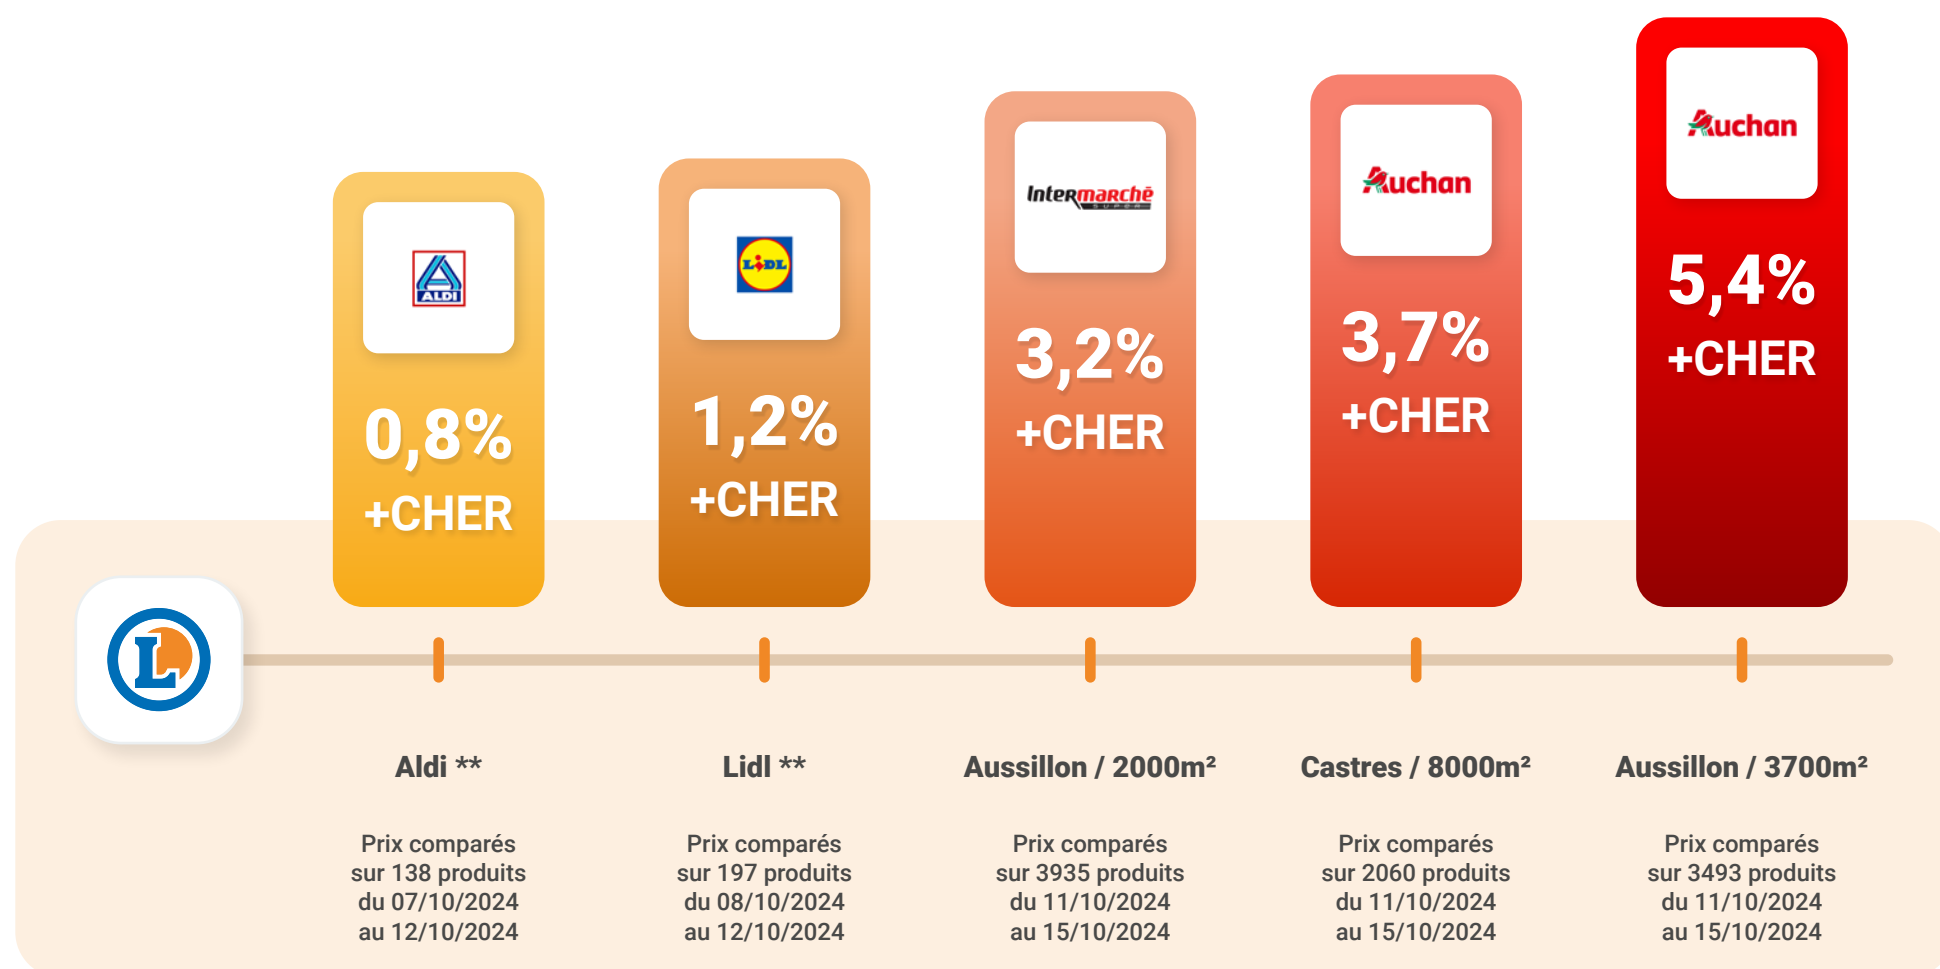 ALDI
0,8%
+CHER
LIDL
1,2%
+CHER
Intermarchē
SUPER
3,2%
+CHER
Auchan
3,7%
+CHER
Auchan
5,4%
+CHER
L
Aldi **
Prix comparés
sur 138 produits
du 07/10/2024
au 12/10/2024
Lidl **
Prix comparés
sur 197 produits
du 08/10/2024
au 12/10/2024
Aussillon / 2000m²
Prix comparés
sur 3935 produits
du 11/10/2024
au 15/10/2024
Castres / 8000m²
Prix comparés
sur 2060 produits
du 11/10/2024
au 15/10/2024
Aussillon / 3700m²
Prix comparés
sur 3493 produits
du 11/10/2024
au 15/10/2024